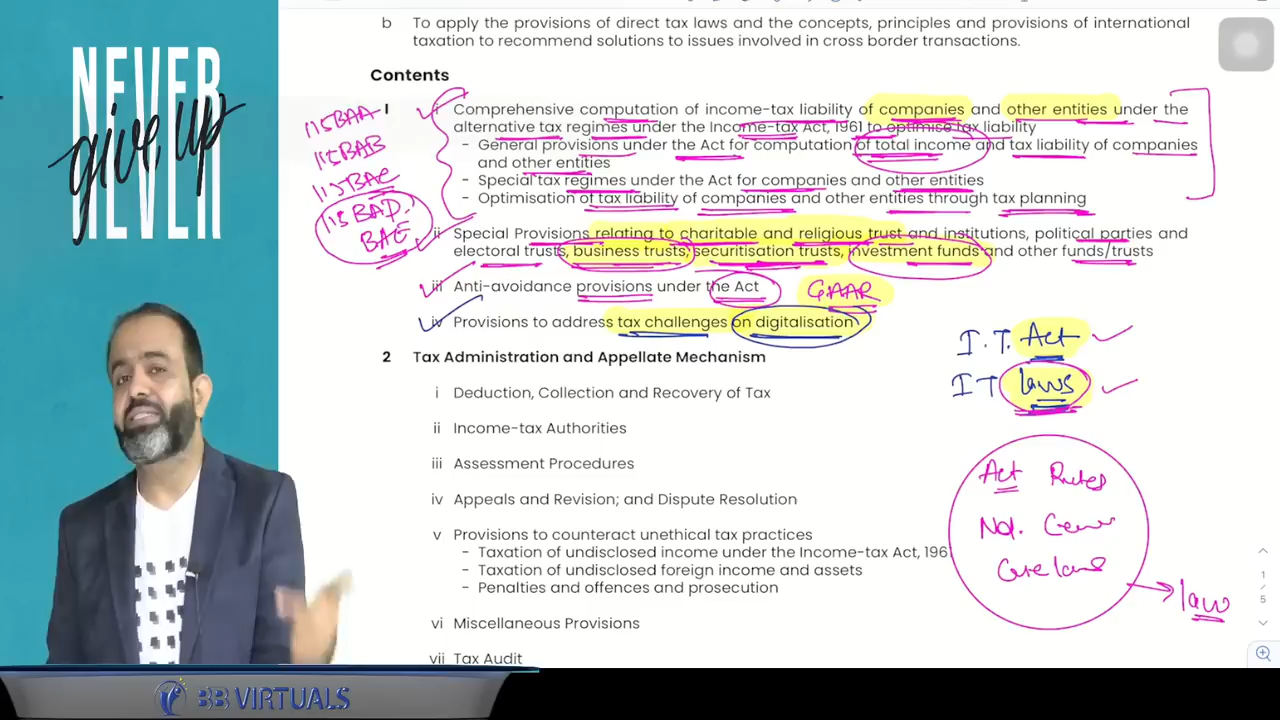 NEVER
give up
NEVER
b To apply the provisions of direct tax laws and the concepts, principles and provisions of international
taxation to recommend solutions to issues involved in cross border transactions.
Contents
1 i Comprehensive computation of income-tax liability of companies and other entities under the
alternative tax regimes under the Income-tax Act, 1961 to optimise tax liability
- General provisions under the Act for computation of total income and tax liability of companies
and other entities
- Special tax regimes under the Act for companies and other entities
- Optimisation of tax liability of companies and other entities through tax planning
115BAA
115BAB
115BAC
115BAD.
BAE
ii Special Provisions relating to charitable and religious trust and institutions, political parties and
electoral trusts, business trusts, securitisation trusts, investment funds and other funds/trusts
iii Anti-avoidance provisions under the Act GAAR
iv Provisions to address tax challenges on digitalisation
I.T. Act
IT laws
2 Tax Administration and Appellate Mechanism
i Deduction, Collection and Recovery of Tax
ii Income-tax Authorities
iii Assessment Procedures
iv Appeals and Revision; and Dispute Resolution
v Provisions to counteract unethical tax practices
- Taxation of undisclosed income under the Income-tax Act, 196
- Taxation of undisclosed foreign income and assets
- Penalties and offences and prosecution
vi Miscellaneous Provisions
vii Tax Audit
Act Rules
Not.
law
1
/
5
BB VIRTUALS